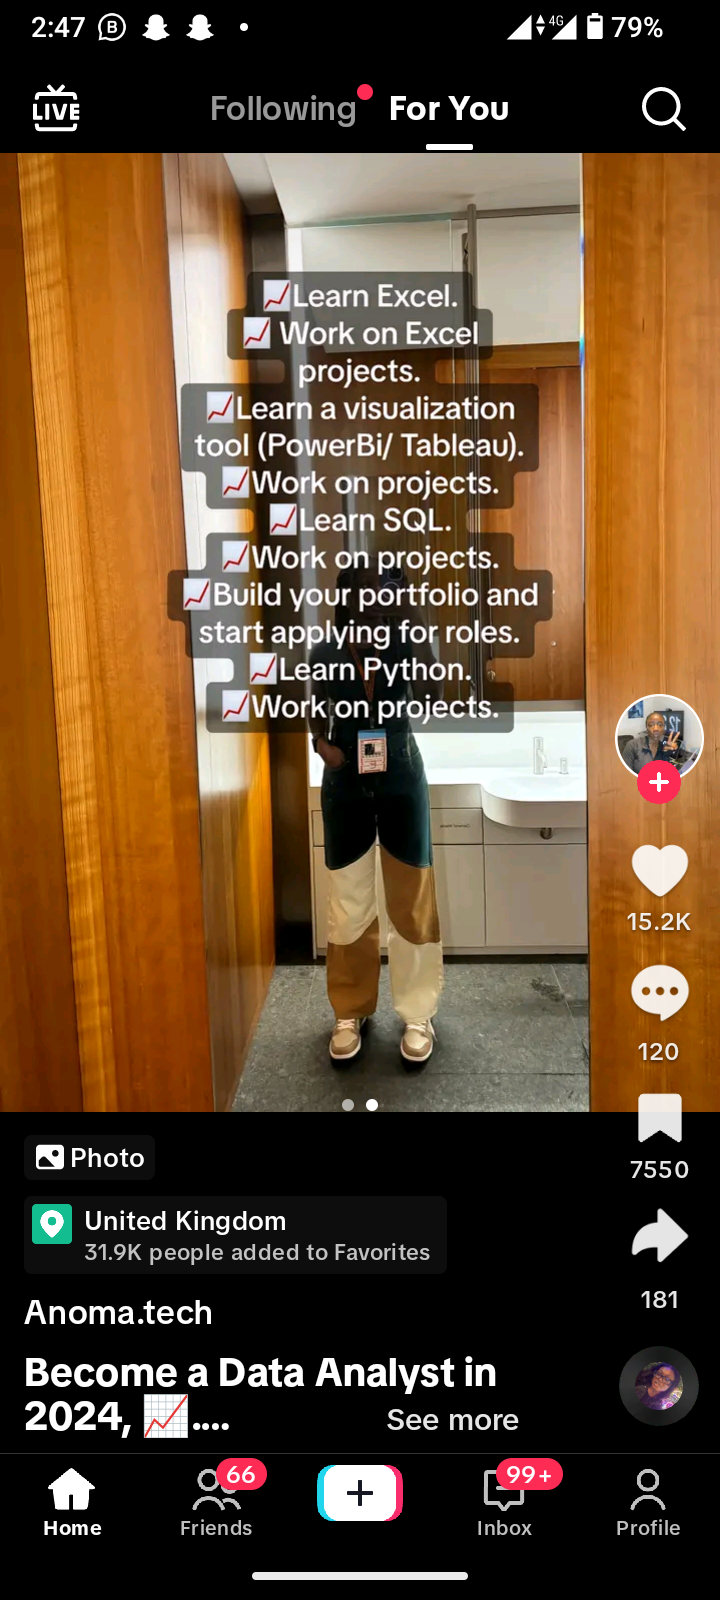 2:47
4G
79%
LIVE
Following
For You
📈Learn Excel.
📈 Work on Excel
projects.
📈Learn a visualization
tool (PowerBi/ Tableau).
📈Work on projects.
📈Learn SQL.
📈Work on projects.
📈Build your portfolio and
start applying for roles.
📈Learn Python.
📈Work on projects.
15.2K
120
7550
181
Photo
United Kingdom
31.9K people added to Favorites
Anoma.tech
Become a Data Analyst in
2024, 📈.... See more
66
99+
Home
Friends
Inbox
Profile